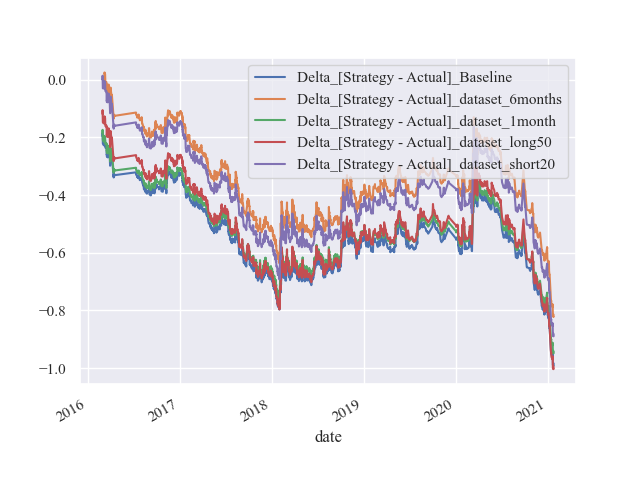 Delta_[Strategy - Actual]_Baseline
Delta_[Strategy - Actual]_dataset_6months
Delta_[Strategy - Actual]_dataset_1month
Delta_[Strategy - Actual]_dataset_long50
Delta_[Strategy - Actual]_dataset_short20
0.0
−0.2
−0.4
−0.6
−0.8
−1.0
2016
2017
2018
2019
2020
2021
date